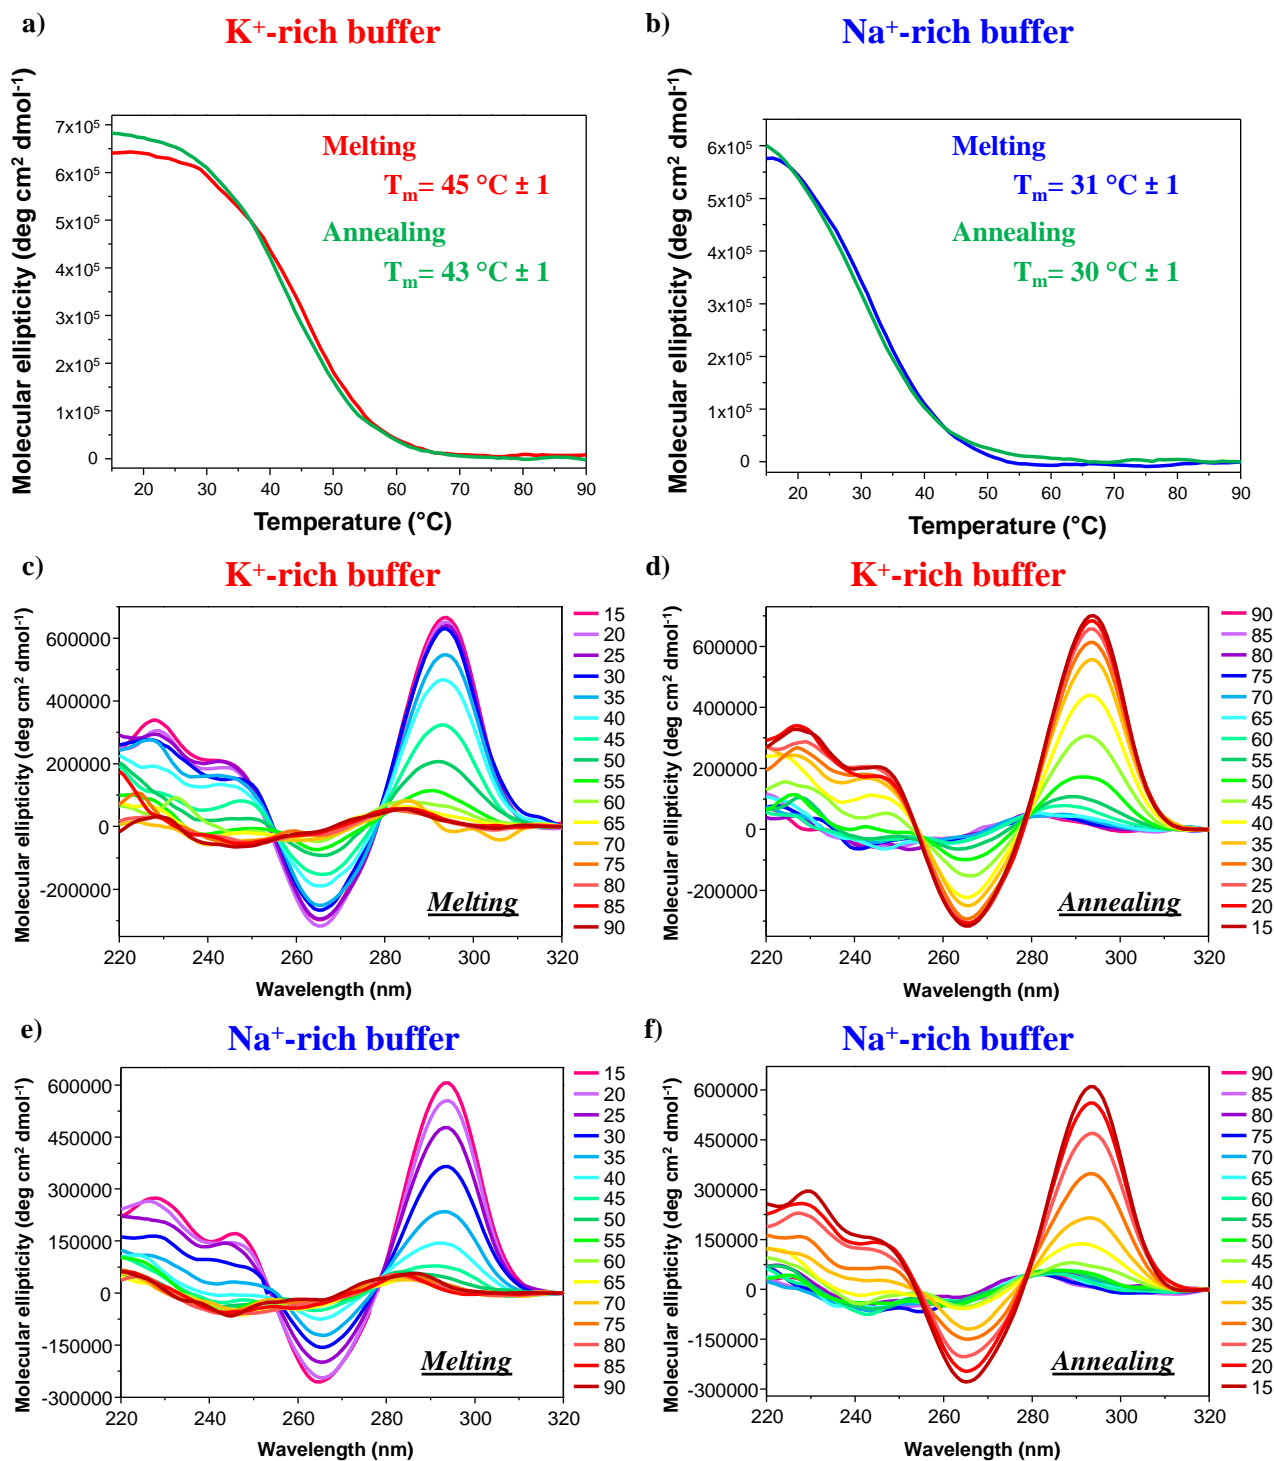 a)
K⁺-rich buffer
b)
Na⁺-rich buffer
Molecular ellipticity (deg cm² dmol⁻¹)
7x10⁵
6x10⁵
5x10⁵
4x10⁵
3x10⁵
2x10⁵
1x10⁵
0
Melting
Tₘ= 45 °C ± 1
Annealing
Tₘ= 43 °C ± 1
20 30 40 50 60 70 80 90
Temperature (°C)
Molecular ellipticity (deg cm² dmol⁻¹)
6x10⁵
5x10⁵
4x10⁵
3x10⁵
2x10⁵
1x10⁵
0
Melting
Tₘ= 31 °C ± 1
Annealing
Tₘ= 30 °C ± 1
20 30 40 50 60 70 80 90
Temperature (°C)
c)
K⁺-rich buffer
Molecular ellipticity (deg cm² dmol⁻¹)
600000
400000
200000
0
-200000
Melting
220 240 260 280 300 320
Wavelength (nm)
15
20
25
30
35
40
45
50
55
60
65
70
75
80
85
90
d)
K⁺-rich buffer
Molecular ellipticity (deg cm² dmol⁻¹)
600000
400000
200000
0
-200000
Annealing
220 240 260 280 300 320
Wavelength (nm)
90
85
80
75
70
65
60
55
50
45
40
35
30
25
20
15
e)
Na⁺-rich buffer
Molecular ellipticity (deg cm² dmol⁻¹)
600000
450000
300000
150000
0
-150000
-300000
Melting
220 240 260 280 300 320
Wavelength (nm)
15
20
25
30
35
40
45
50
55
60
65
70
75
80
85
90
f)
Na⁺-rich buffer
Molecular ellipticity (deg cm² dmol⁻¹)
600000
450000
300000
150000
0
-150000
-300000
Annealing
220 240 260 280 300 320
Wavelength (nm)
90
85
80
75
70
65
60
55
50
45
40
35
30
25
20
15